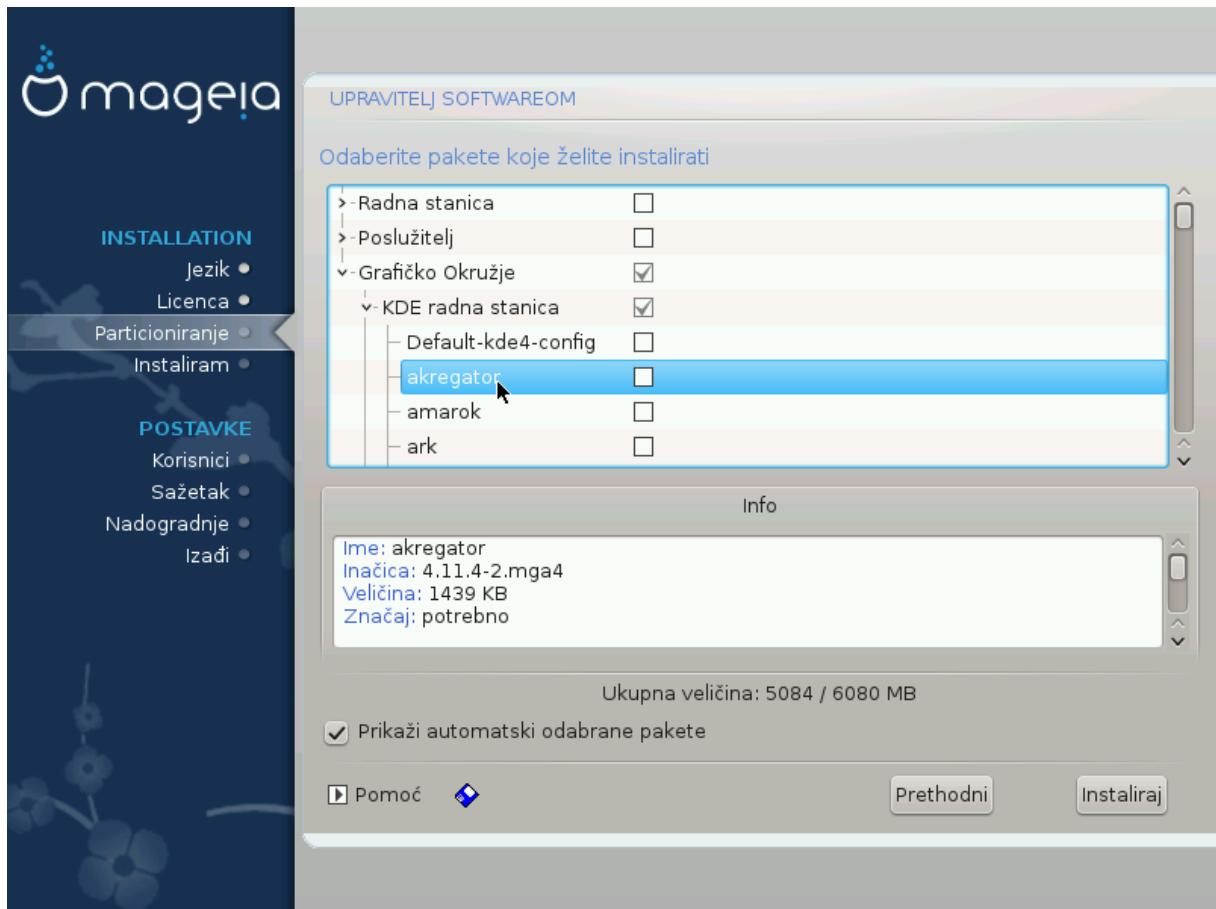 mageia
INSTALLATION
Jezik
Licenca
Particioniranje
Instaliram
POSTAVKE
Korisnici
Sažetak
Nadogradnje
Izađi
UPRAVITELJ SOFTWAREOM
Odaberite pakete koje želite instalirati
Radna stanica
Poslužitelj
Grafičko Okružje
KDE radna stanica
Default-kde4-config
akregator
amarok
ark
Info
Ime: akregator
Inačica: 4.11.4-2.mga4
Veličina: 1439 KB
Značaj: potrebno
Ukupna veličina: 5084 / 6080 MB
Prikaži automatski odabrane pakete
Pomoć
Prethodni
Instaliraj